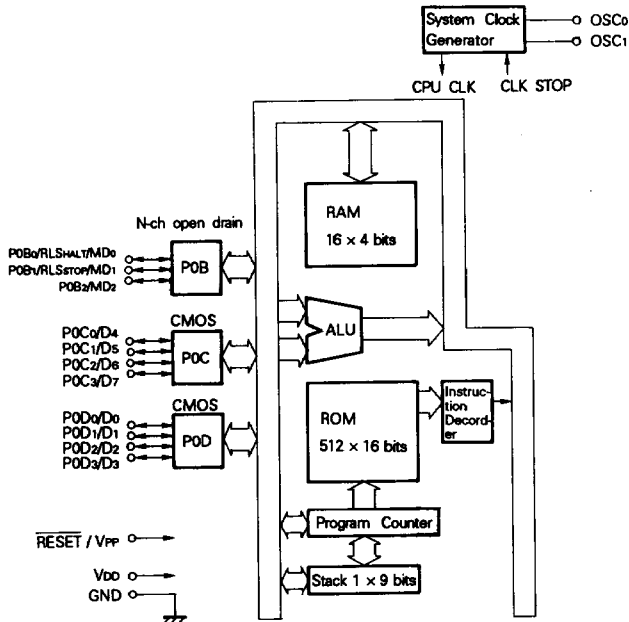 System Clock
Generator
OSC0
OSC1
CPU CLK
CLK STOP
RAM
16 × 4 bits
N-ch open drain
P0B0/RLSHALT/MD0
P0B1/RLSSTOP/MD1
P0B2/MD2
P0B
ALU
CMOS
P0C0/D4
P0C1/D5
P0C2/D6
P0C3/D7
P0C
ROM
512 × 16 bits
Instruc-
tion
Decord-
er
CMOS
P0D0/D0
P0D1/D1
P0D2/D2
P0D3/D3
P0D
Program Counter
RESET / VPP
Stack 1 × 9 bits
VDD
GND